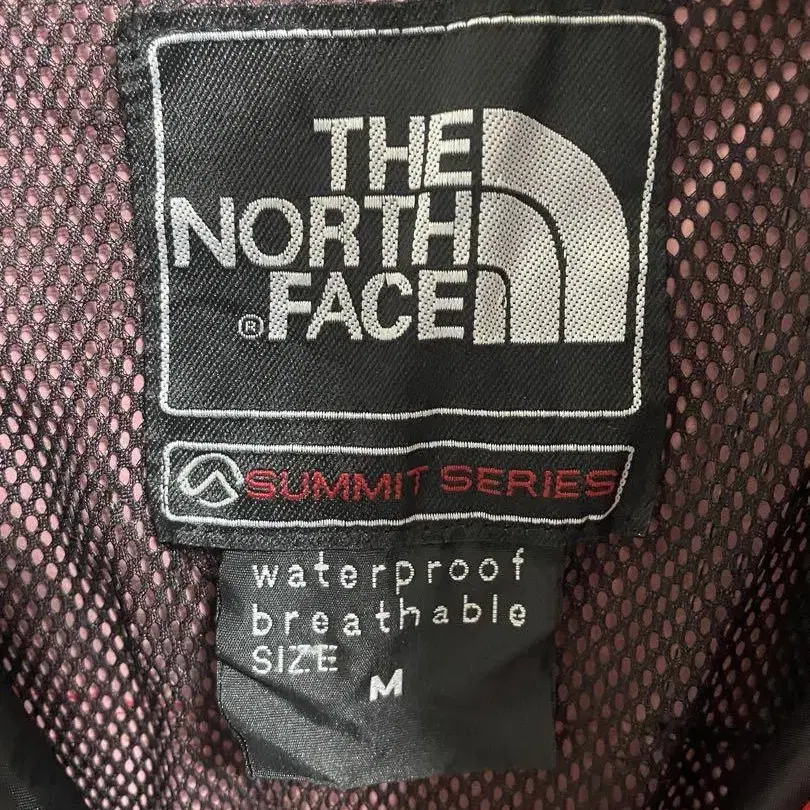 THE
NORTH
® FACE
SUMMIT SERIES
waterproof
breathable
SIZE
M